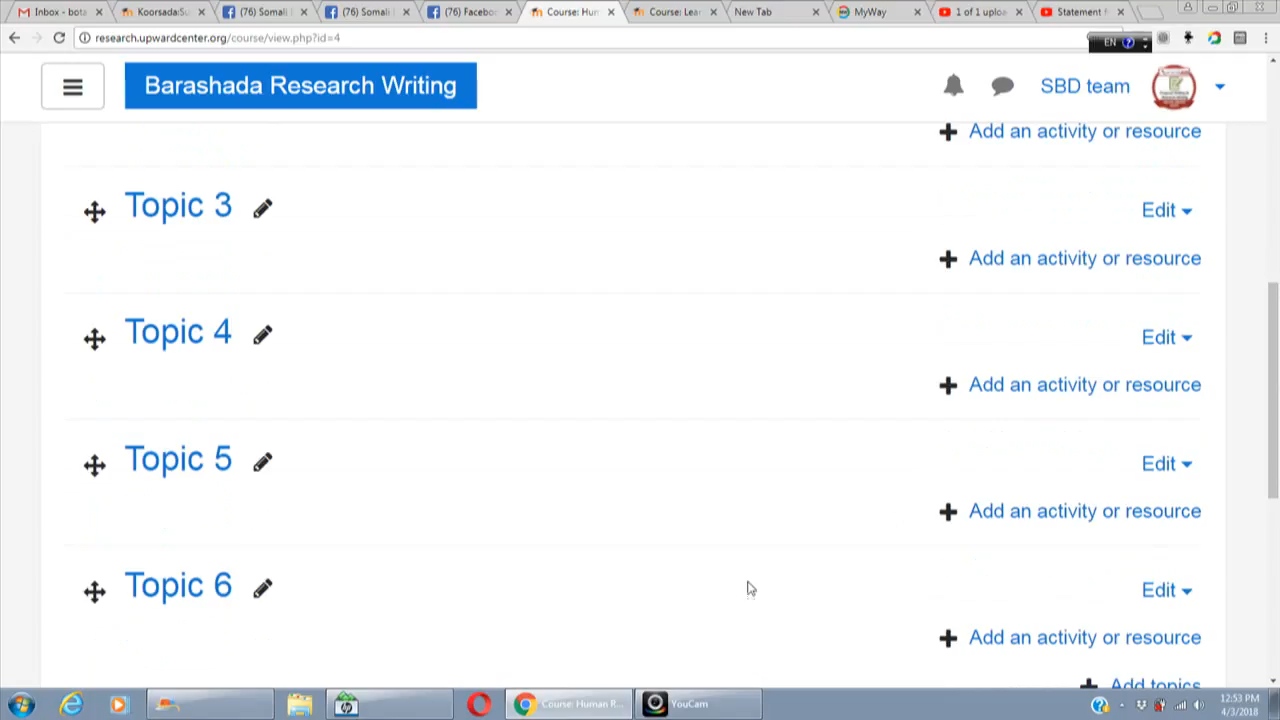 Inbox - bota
Koorsada:Su
(76) Somali
(76) Somali
(76) Facebo
Course: Hum
Course: Lear
New Tab
MyWay
1 of 1 uploa
Statement
research.upwardcenter.org/course/view.php?id=4
EN
Barashada Research Writing
SBD team
Add an activity or resource
Topic 3
Edit
Add an activity or resource
Topic 4
Edit
Add an activity or resource
Topic 5
Edit
Add an activity or resource
Topic 6
Edit
Add an activity or resource
Add topics
Course: Human R...
YouCam
12:53 PM
4/3/2018